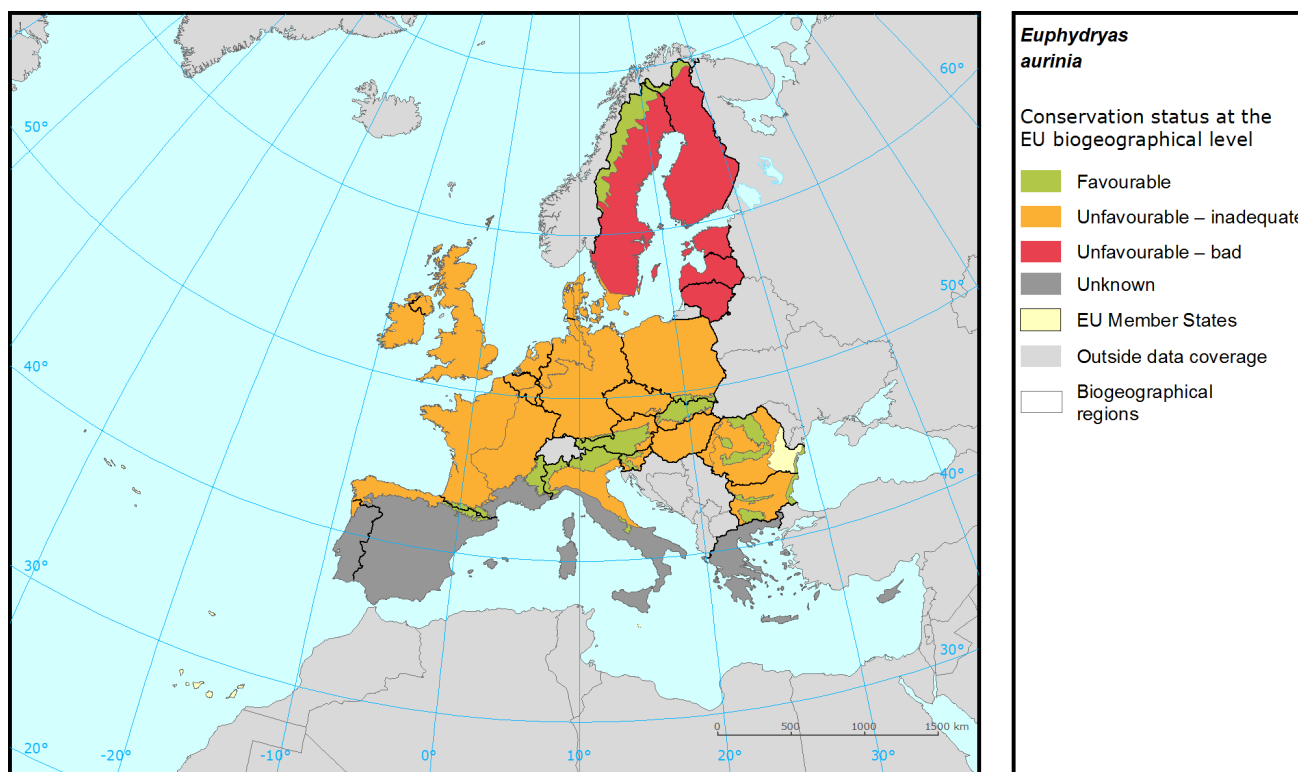 Euphydryas
aurinia
Conservation status at the
EU biogeographical level
Favourable
Unfavourable – inadequate
Unfavourable – bad
Unknown
EU Member States
Outside data coverage
Biogeographical
regions
60°
50°
50°
40°
40°
30°
30°
0 500 1000 1500 km
20° -20° -10° 0° 10° 20° 30°